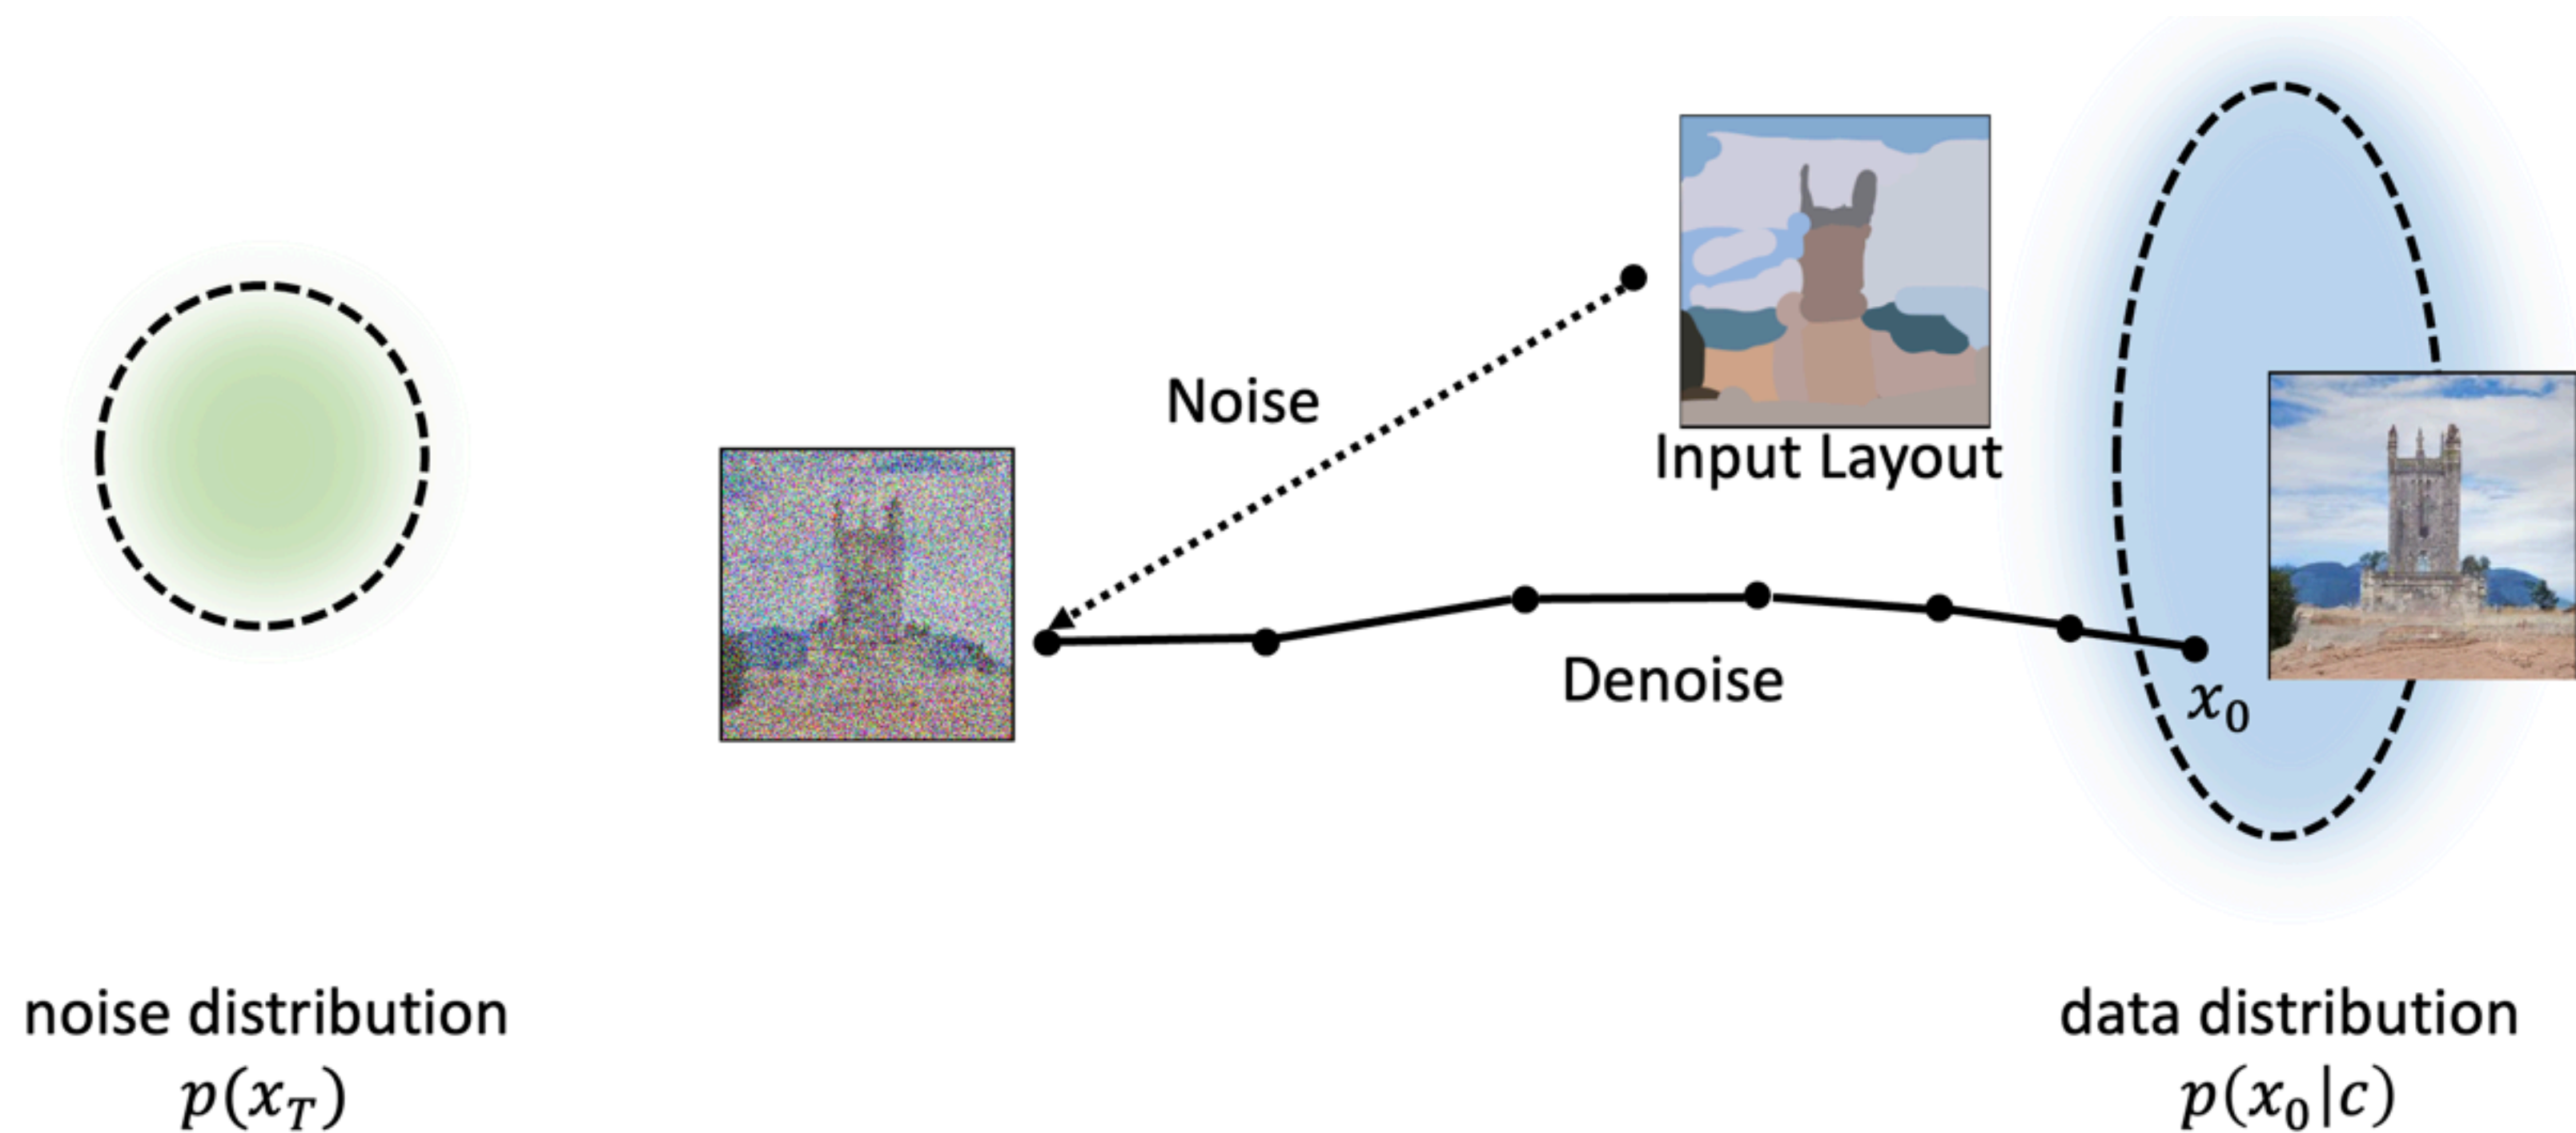 Noise
Input Layout
Denoise
x₀
noise distribution
p(x_T)
data distribution
p(x₀|c)